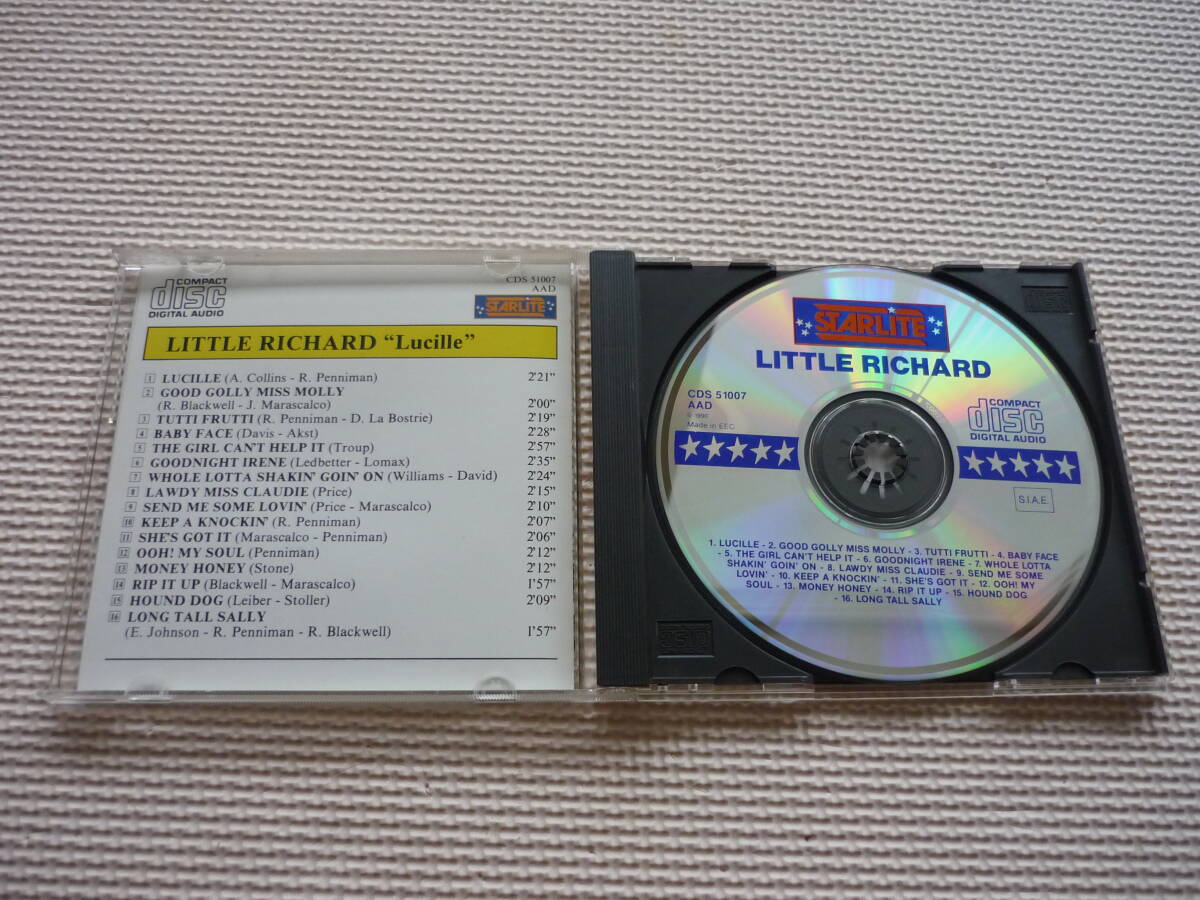 COMPACT
disc
DIGITAL AUDIO
CDS 51007
AAD
STARLITE
LITTLE RICHARD “Lucille”
1 LUCILLE (A. Collins - R. Penniman) 2'21”
2 GOOD GOLLY MISS MOLLY
(R. Blackwell - J. Marascalco) 2'00”
3 TUTTI FRUTTI (R. Penniman - D. La Bostrie) 2'19”
4 BABY FACE (Davis - Akst) 2'28”
5 THE GIRL CAN'T HELP IT (Troup) 2'57”
6 GOODNIGHT IRENE (Ledbetter - Lomax) 2'35”
7 WHOLE LOTTA SHAKIN' GOIN' ON (Williams - David) 2'24”
8 LAWDY MISS CLAUDIE (Price) 2'15”
9 SEND ME SOME LOVIN' (Price - Marascalco) 2'10”
10 KEEP A KNOCKIN' (R. Penniman) 2'07”
11 SHE'S GOT IT (Marascalco - Penniman) 2'06”
12 OOH! MY SOUL (Penniman) 2'12”
13 MONEY HONEY (Stone) 2'12”
14 RIP IT UP (Blackwell - Marascalco) 1'57”
15 HOUND DOG (Leiber - Stoller) 2'09”
16 LONG TALL SALLY
(E. Johnson - R. Penniman - R. Blackwell) 1'57”
STARLITE
LITTLE RICHARD
CDS 51007
AAD
Made in EEC
COMPACT
disc
DIGITAL AUDIO
S.I.A.E.
1. LUCILLE - 2. GOOD GOLLY MISS MOLLY - 3. TUTTI FRUTTI - 4. BABY FACE
- 5. THE GIRL CAN'T HELP IT - 6. GOODNIGHT IRENE - 7. WHOLE LOTTA
SHAKIN' GOIN' ON - 8. LAWDY MISS CLAUDIE - 9. SEND ME SOME
LOVIN' - 10. KEEP A KNOCKIN' - 11. SHE'S GOT IT - 12. OOH! MY
SOUL - 13. MONEY HONEY - 14. RIP IT UP - 15. HOUND DOG
- 16. LONG TALL SALLY